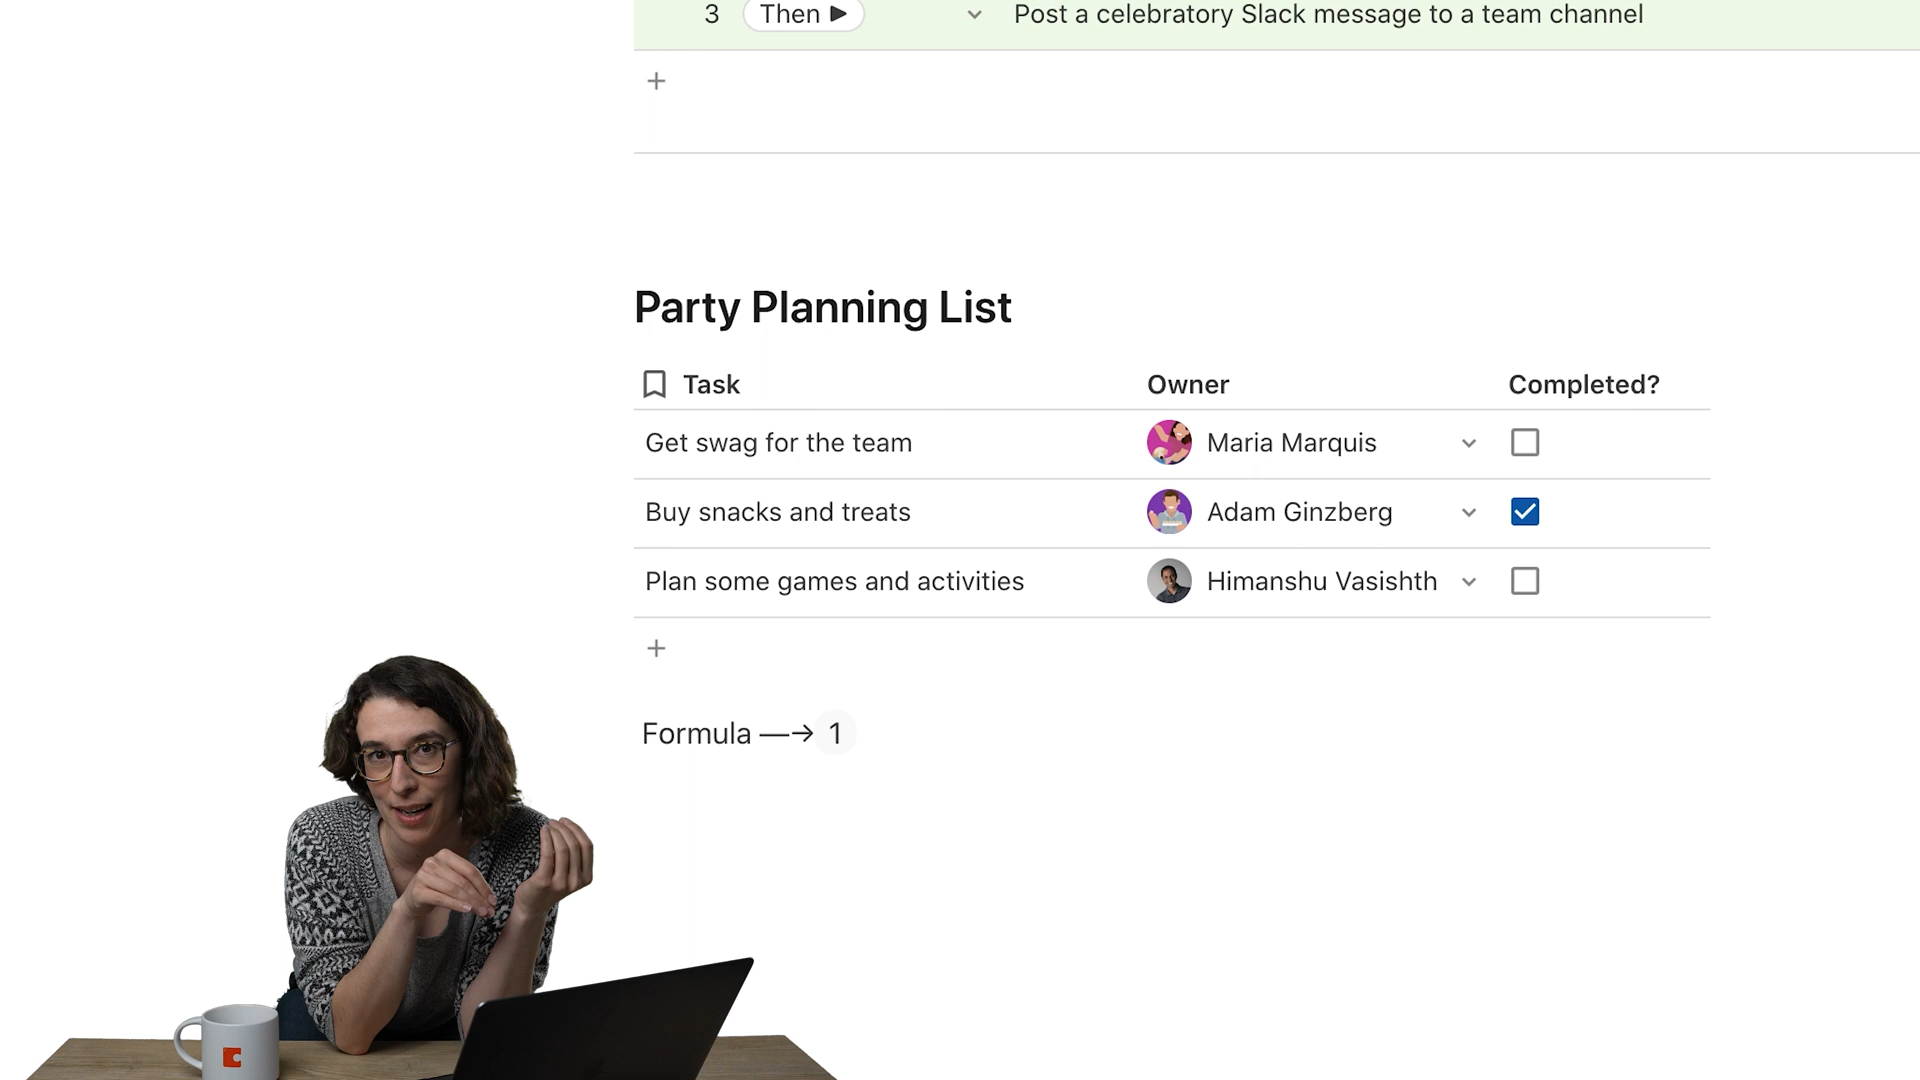 3 Then ▶ Post a celebratory Slack message to a team channel
Party Planning List
Task Owner Completed?
Get swag for the team Maria Marquis
Buy snacks and treats Adam Ginzberg
Plan some games and activities Himanshu Vasishth
Formula —→ 1